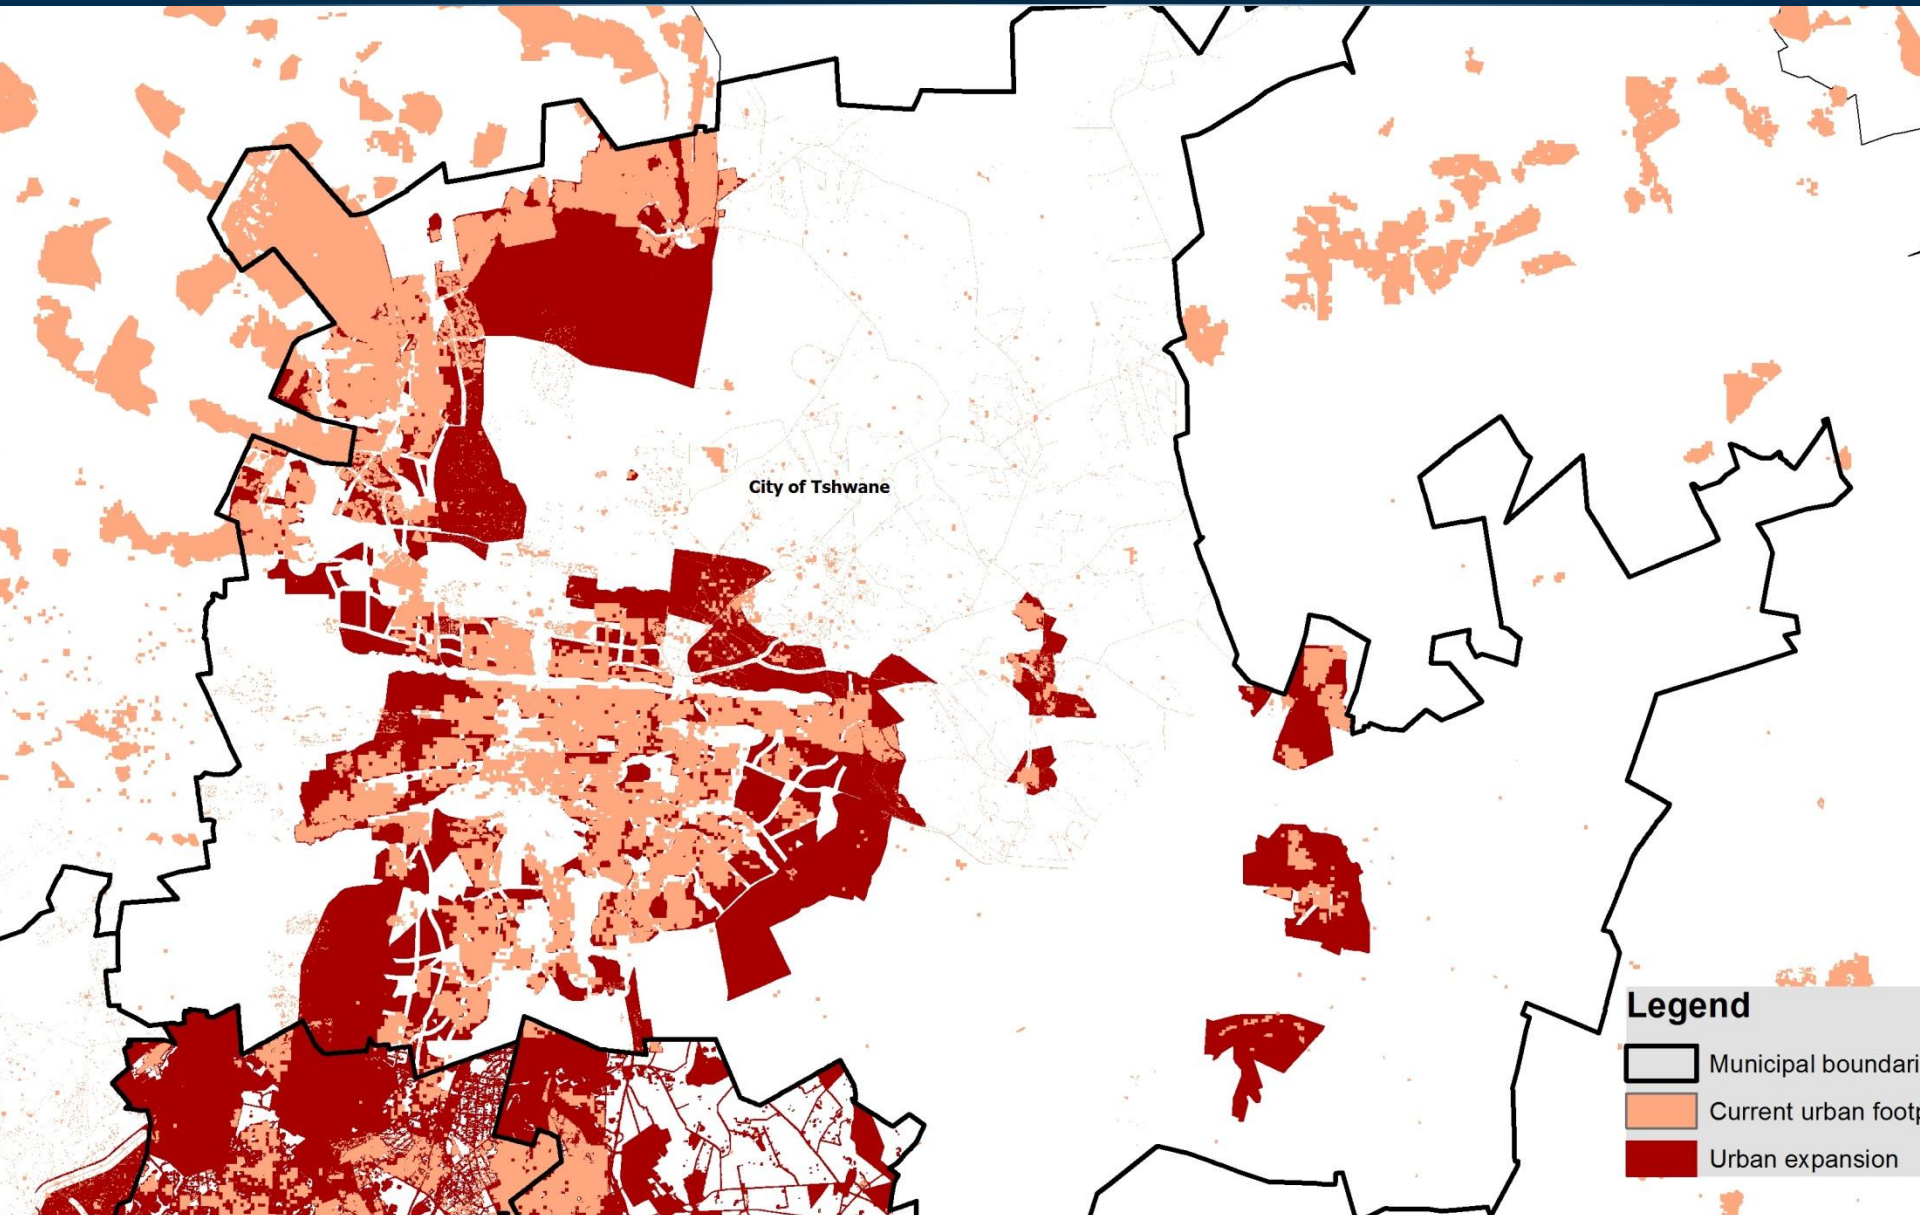 City of Tshwane
Legend
Municipal boundari
Current urban footp
Urban expansion